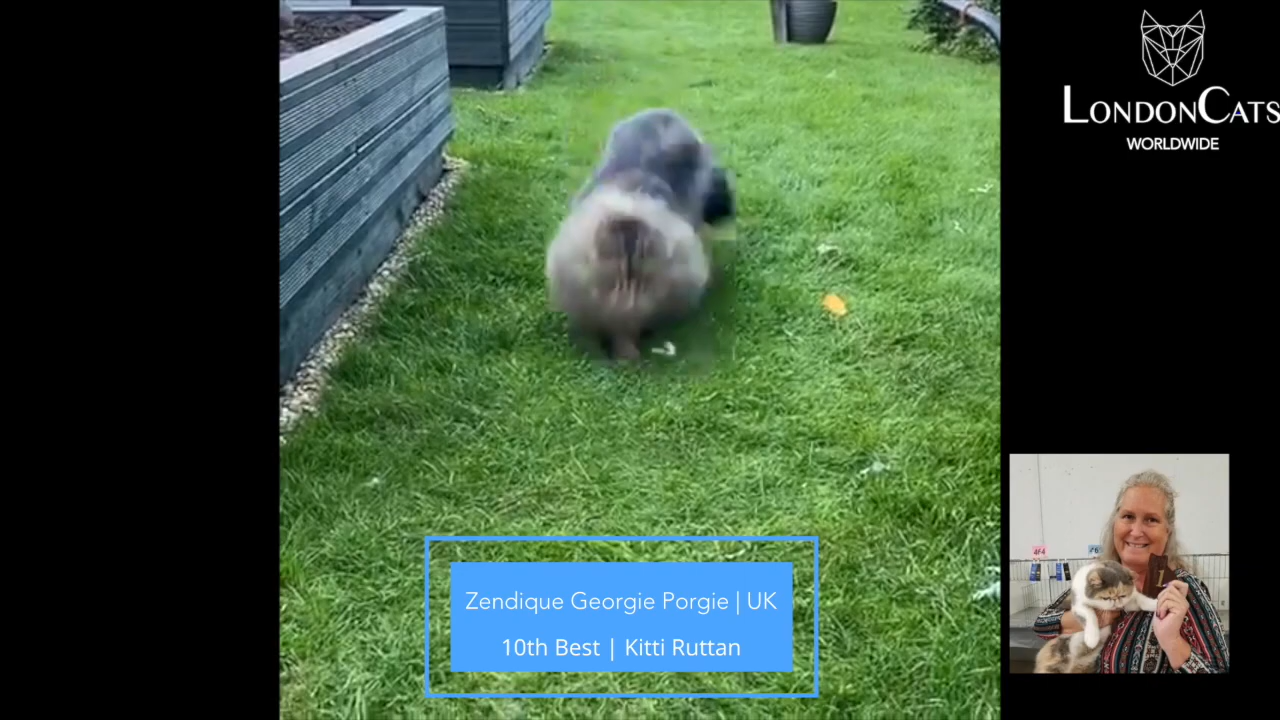 LONDONCATS
WORLDWIDE
Zendique Georgie Porgie | UK
10th Best | Kitti Ruttan